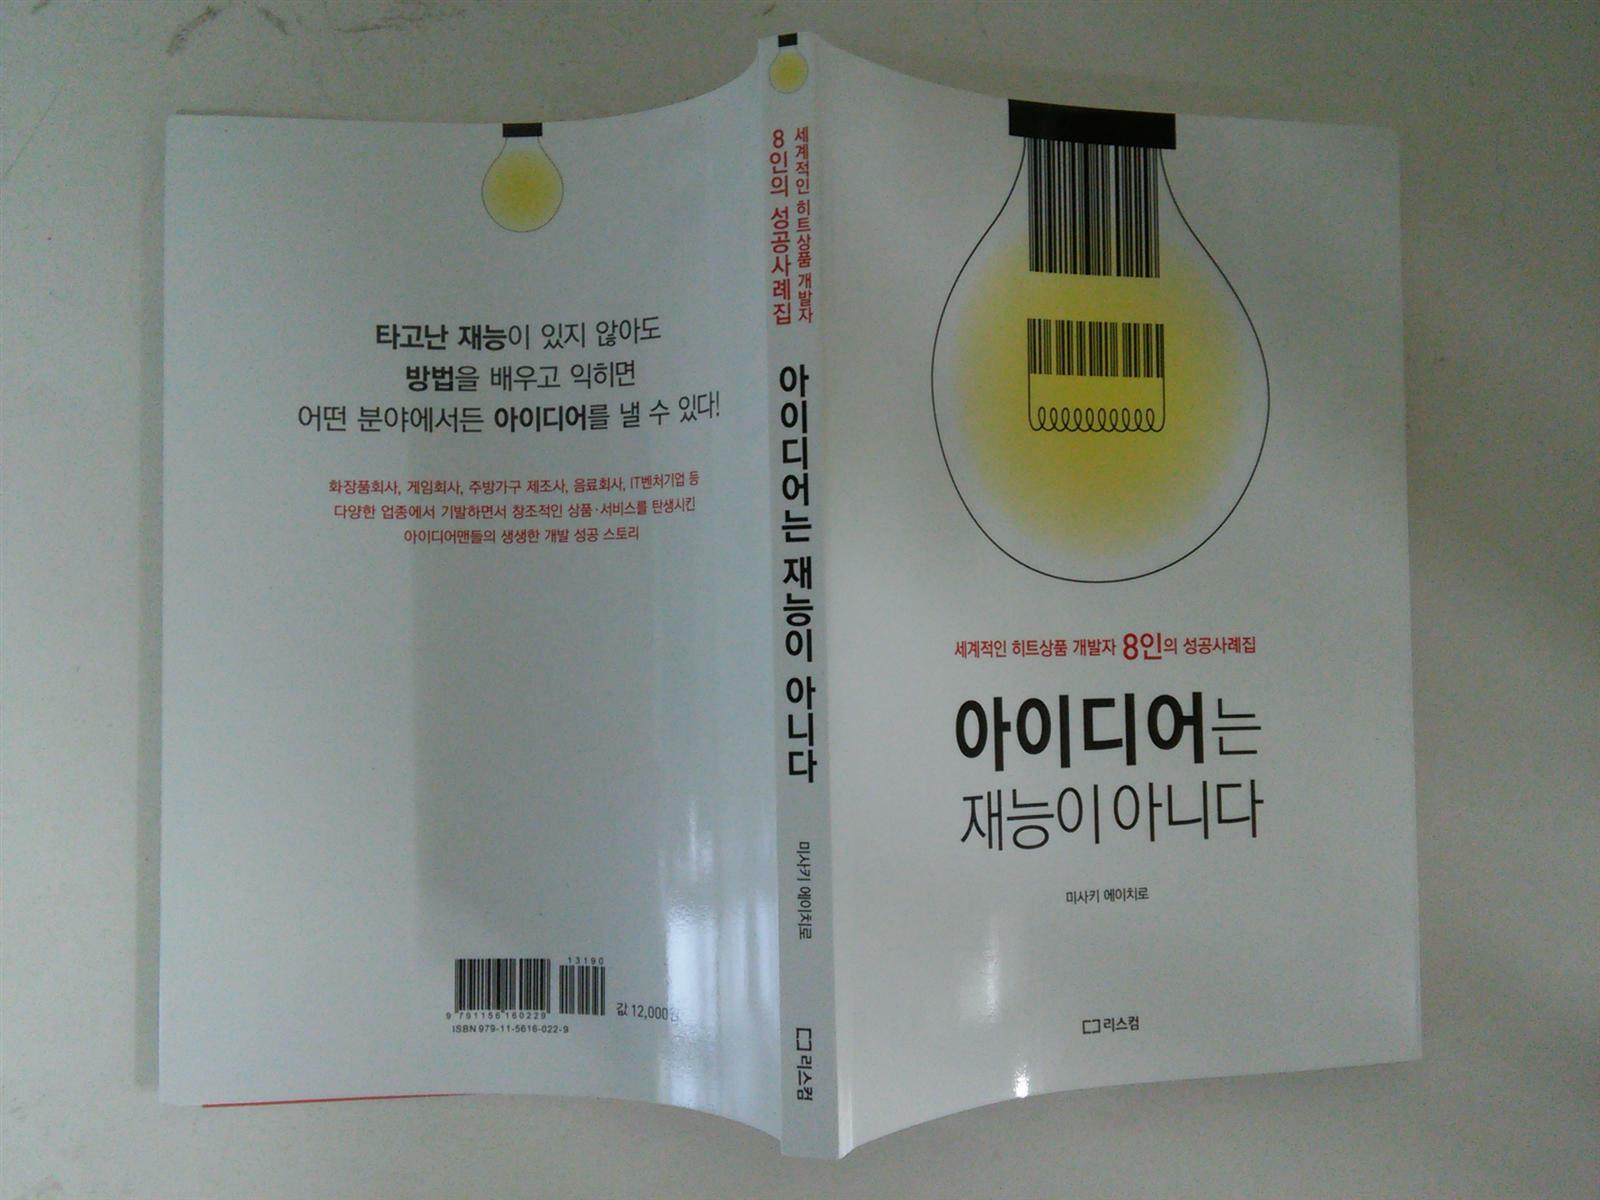 타고난 재능이 있지 않아도
방법을 배우고 익히면
어떤 분야에서든 아이디어를 낼 수 있다!
화장품회사, 게임회사, 주방가구 제조사, 음료회사, IT벤처기업 등
다양한 업종에서 기발하면서 창조적인 상품·서비스를 탄생시킨
아이디어맨들의 생생한 개발 성공 스토리
13190
9 791156 160229
ISBN 979-11-5616-022-9
값 12,000원
세계적인 히트상품 개발자
8인의 성공사례집
아이디어는 재능이 아니다
미사키 에이치로
리스컴
세계적인 히트상품 개발자 8인의 성공사례집
아이디어는
재능이 아니다
미사키 에이치로
리스컴